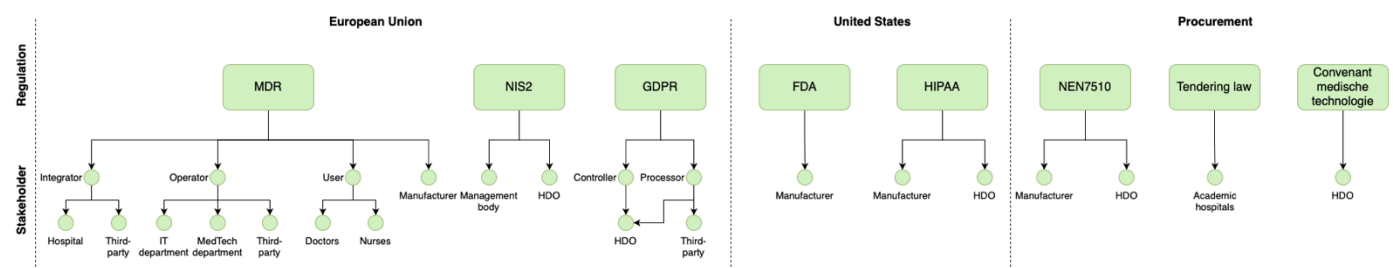 European Union
United States
Procurement
Regulation
MDR
NIS2
GDPR
FDA
HIPAA
NEN7510
Tendering law
Convenant
medische
technologie
Stakeholder
Integrator
Operator
User
Manufacturer
Management
body
HDO
Controller
Processor
Manufacturer
Manufacturer
HDO
Manufacturer
HDO
Academic
hospitals
HDO
Hospital
Third-
party
IT
department
MedTech
department
Third-
party
Doctors
Nurses
HDO
Third-
party